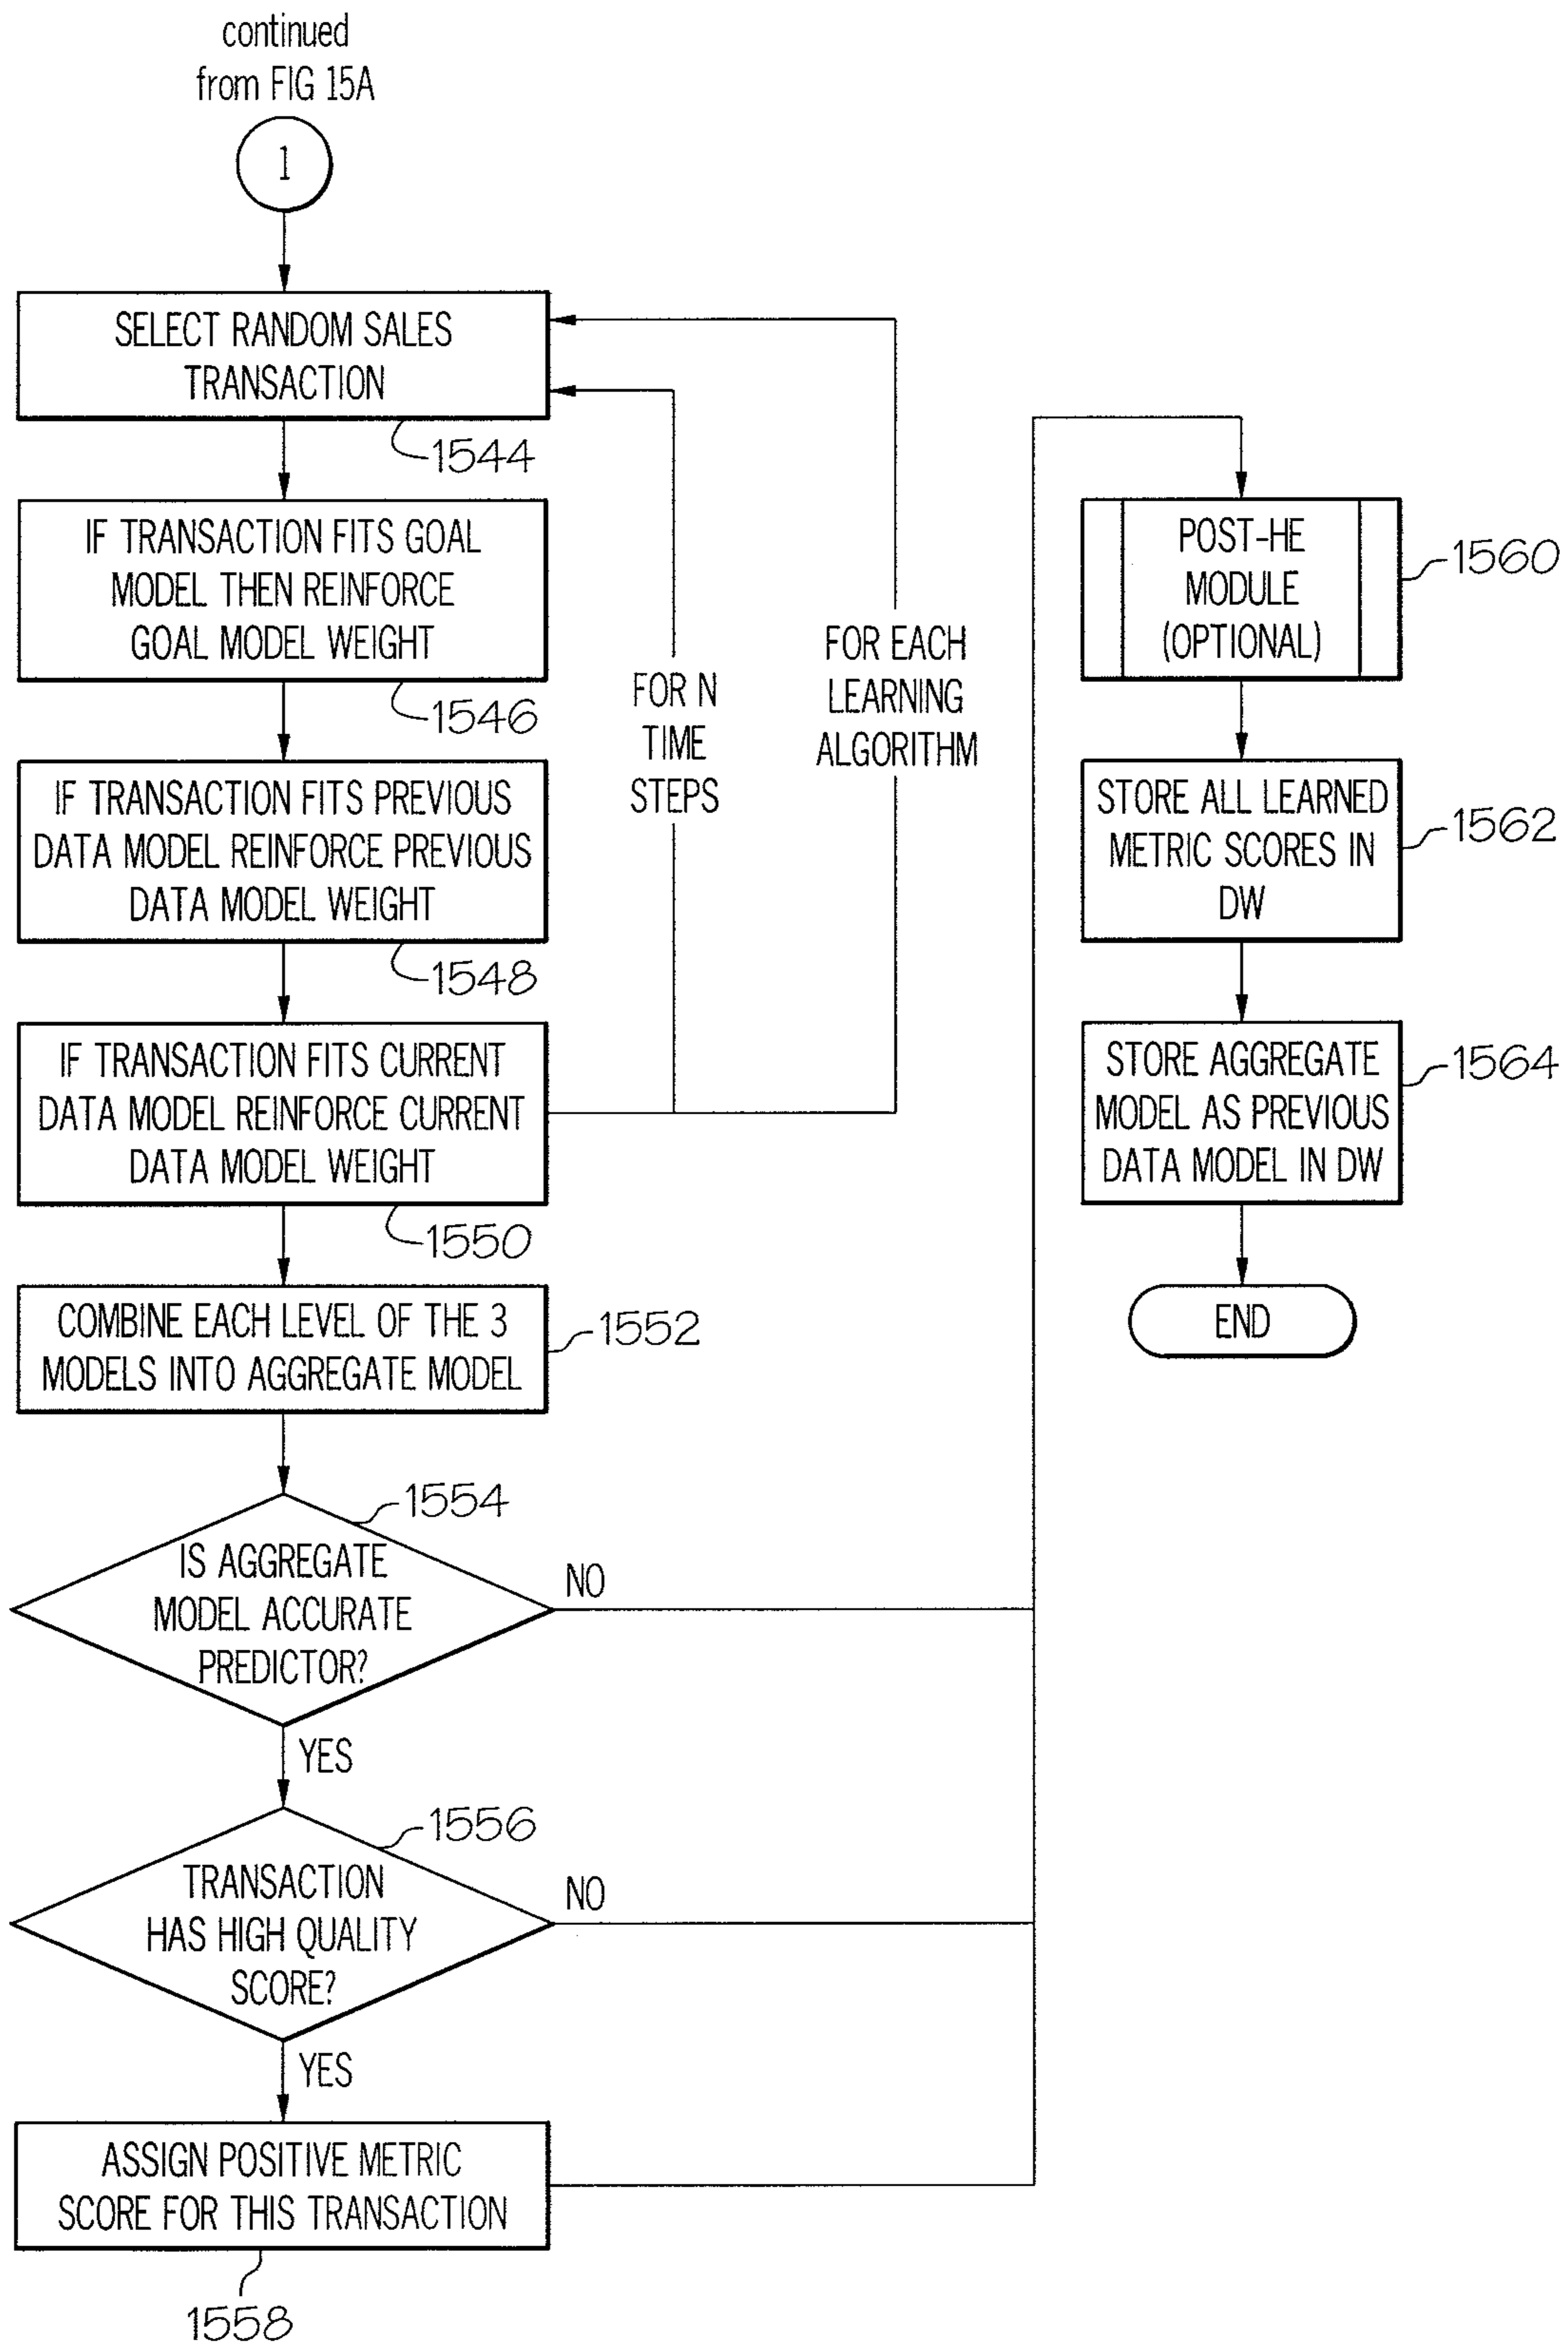 continued
from FIG 15A
1
SELECT RANDOM SALES
TRANSACTION
1544
IF TRANSACTION FITS GOAL
MODEL THEN REINFORCE
GOAL MODEL WEIGHT
1546
IF TRANSACTION FITS PREVIOUS
DATA MODEL REINFORCE PREVIOUS
DATA MODEL WEIGHT
1548
IF TRANSACTION FITS CURRENT
DATA MODEL REINFORCE CURRENT
DATA MODEL WEIGHT
1550
FOR N
TIME
STEPS
FOR EACH
LEARNING
ALGORITHM
COMBINE EACH LEVEL OF THE 3
MODELS INTO AGGREGATE MODEL
1552
1554
IS AGGREGATE
MODEL ACCURATE
PREDICTOR?
NO
YES
1556
TRANSACTION
HAS HIGH QUALITY
SCORE?
NO
YES
ASSIGN POSITIVE METRIC
SCORE FOR THIS TRANSACTION
1558
POST-HE
MODULE
(OPTIONAL)
1560
STORE ALL LEARNED
METRIC SCORES IN
DW
1562
STORE AGGREGATE
MODEL AS PREVIOUS
DATA MODEL IN DW
1564
END